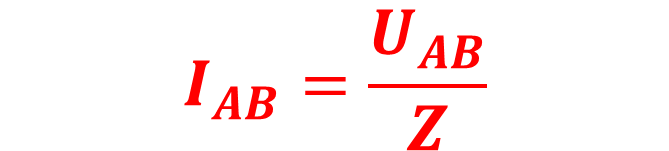 I_AB = U_AB / Z